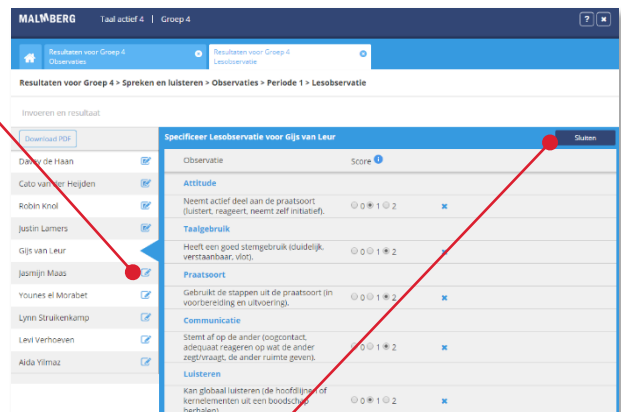 MALMBERG Taal actief 4 | Groep 4 ? ×
Resultaten voor Groep 4
Observaties
Resultaten voor Groep 4
Lesobservatie
Resultaten voor Groep 4 > Spreken en luisteren > Observaties > Periode 1 > Lesobservatie
Invoeren en resultaat
Download PDF
Specificeer Lesobservatie voor Gijs van Leur
Sluiten
Davey de Haan
Cato van der Heijden
Robin Knol
Justin Lamers
Gijs van Leur
Jasmijn Maas
Younes el Morabet
Lynn Struikenkamp
Levi Verhoeven
Aida Yilmaz
Observatie Score
Attitude
Neemt actief deel aan de praatsoort
(luistert, reageert, neemt zelf initiatief).
0 1 2
Taalgebruik
Heeft een goed stemgebruik (duidelijk,
verstaanbaar, vlot).
0 1 2
Praatsoort
Gebruikt de stappen uit de praatsoort (in
voorbereiding en uitvoering).
0 1 2
Communicatie
Stemt af op de ander (oogcontact,
adequaat reageren op wat de ander
zegt/vraagt, de ander ruimte geven).
0 1 2
Luisteren
Kan globaal luisteren (de hoofdlijnen of
kernelementen uit een boodschap
herhalen).
0 1 2